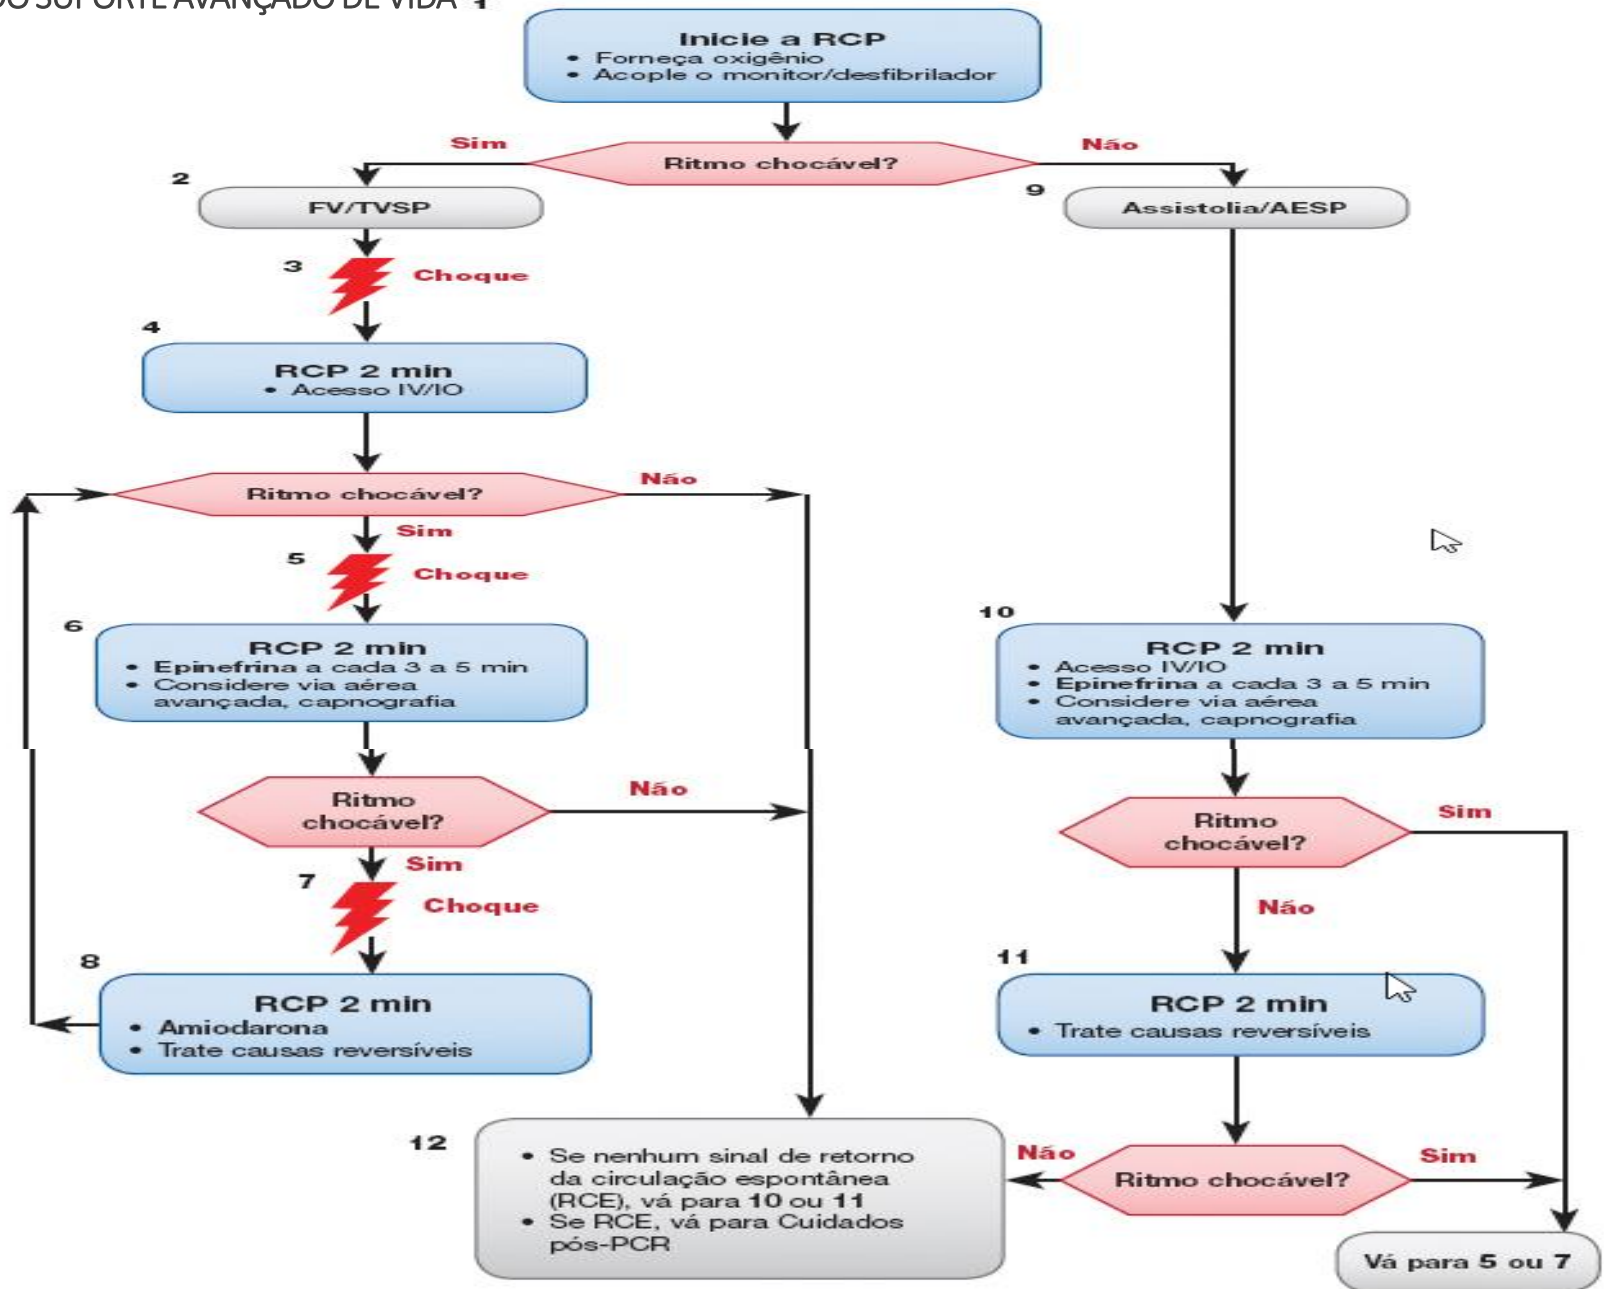 DO SUPORTE AVANÇADO DE VIDA
1
Inicie a RCP
• Forneça oxigênio
• Acople o monitor/desfibrilador
Ritmo chocável?
Sim
Não
2
FV/TVSP
9
Assistolia/AESP
3
Choque
4
RCP 2 min
• Acesso IV/IO
Ritmo chocável?
Não
Sim
5
Choque
6
RCP 2 min
• Epinefrina a cada 3 a 5 min
• Considere via aérea
avançada, capnografia
10
RCP 2 min
• Acesso IV/IO
• Epinefrina a cada 3 a 5 min
• Considere via aérea
avançada, capnografia
Ritmo
chocável?
Não
Sim
7
Choque
Ritmo
chocável?
Sim
Não
8
RCP 2 min
• Amiodarona
• Trate causas reversíveis
11
RCP 2 min
• Trate causas reversíveis
12
• Se nenhum sinal de retorno
da circulação espontânea
(RCE), vá para 10 ou 11
• Se RCE, vá para Cuidados
pós-PCR
Não
Ritmo chocável?
Sim
Vá para 5 ou 7